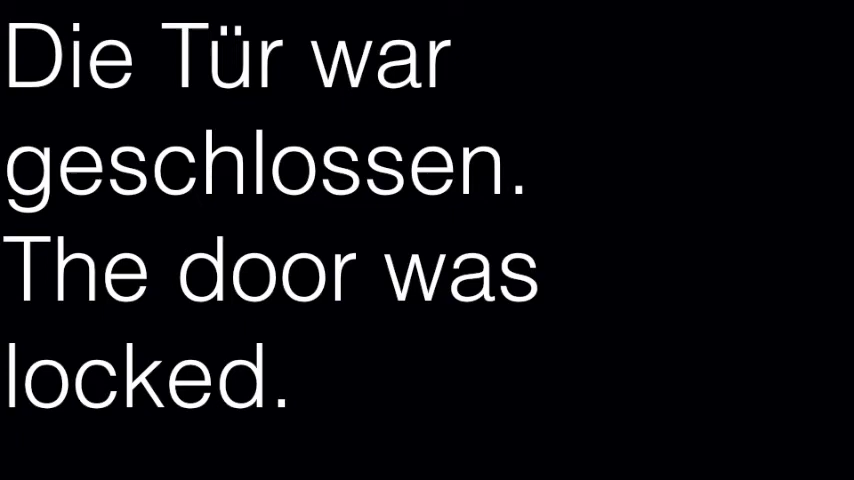 Die Tür war
geschlossen.
The door was
locked.